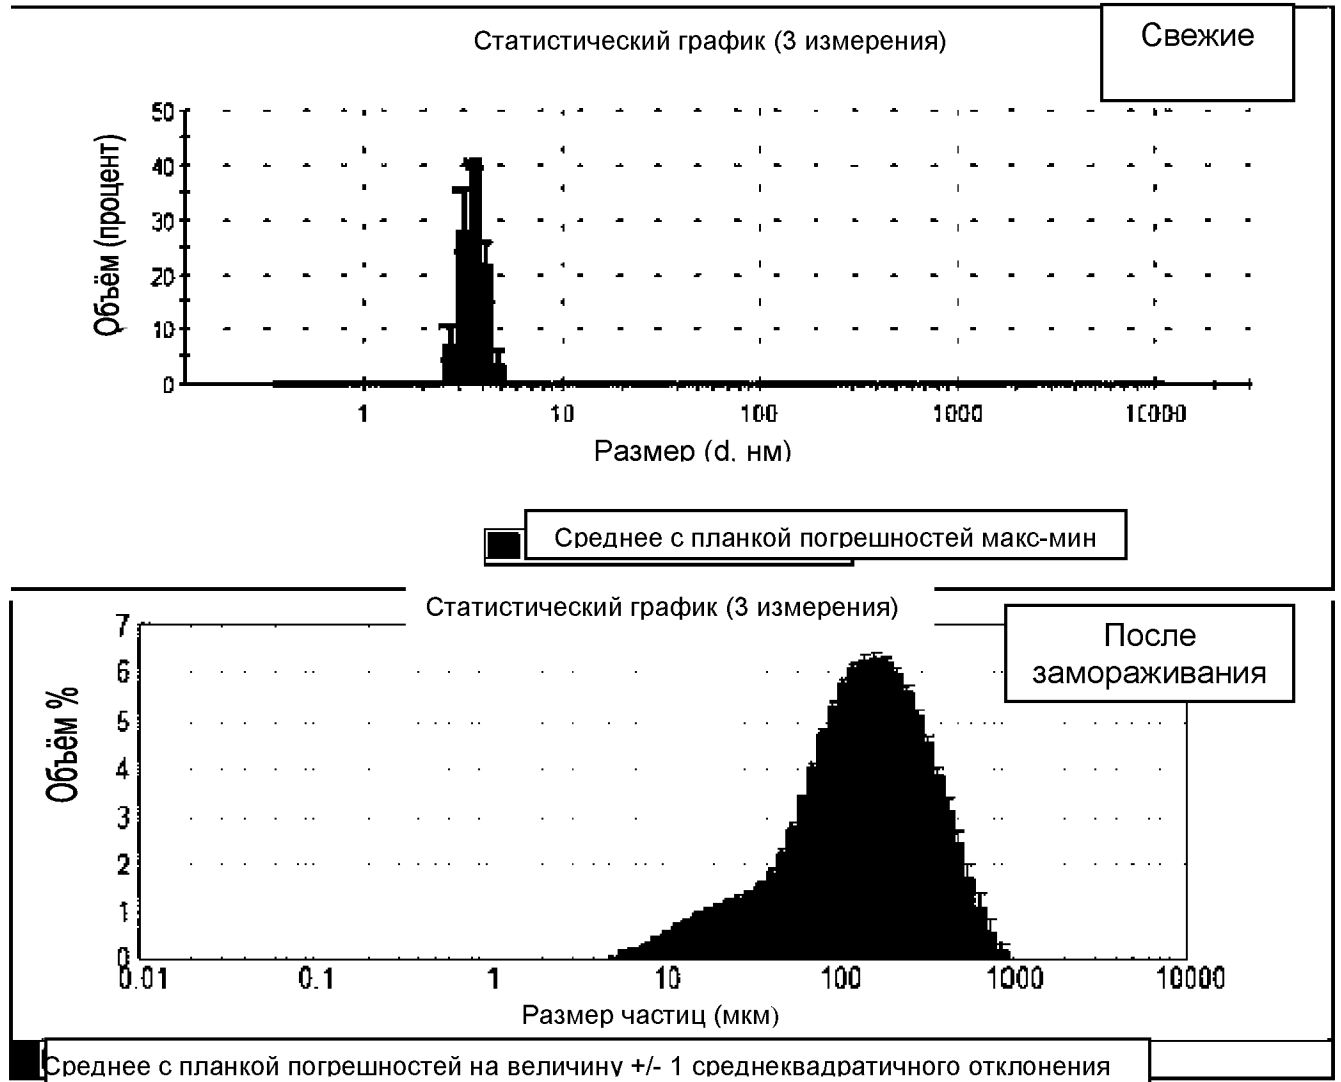 Статистический график (3 измерения)
Свежие
Объём (процент)
50
40
30
20
10
0
1 10 100 1000 10000
Размер (d, нм)
Среднее с планкой погрешностей макс-мин
Статистический график (3 измерения)
После
замораживания
Объём %
7
6
5
4
3
2
1
0
0.01 0.1 1 10 100 1000 10000
Размер частиц (мкм)
Среднее с планкой погрешностей на величину +/- 1 среднеквадратичного отклонения